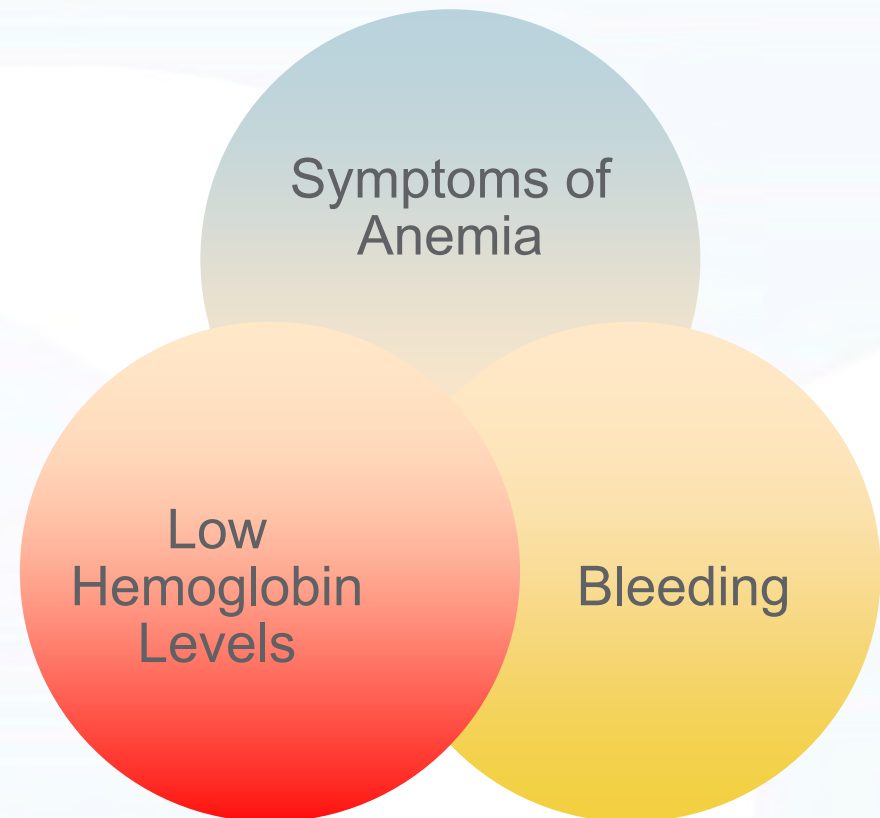 Symptoms of
Anemia
Low
Hemoglobin
Levels
Bleeding